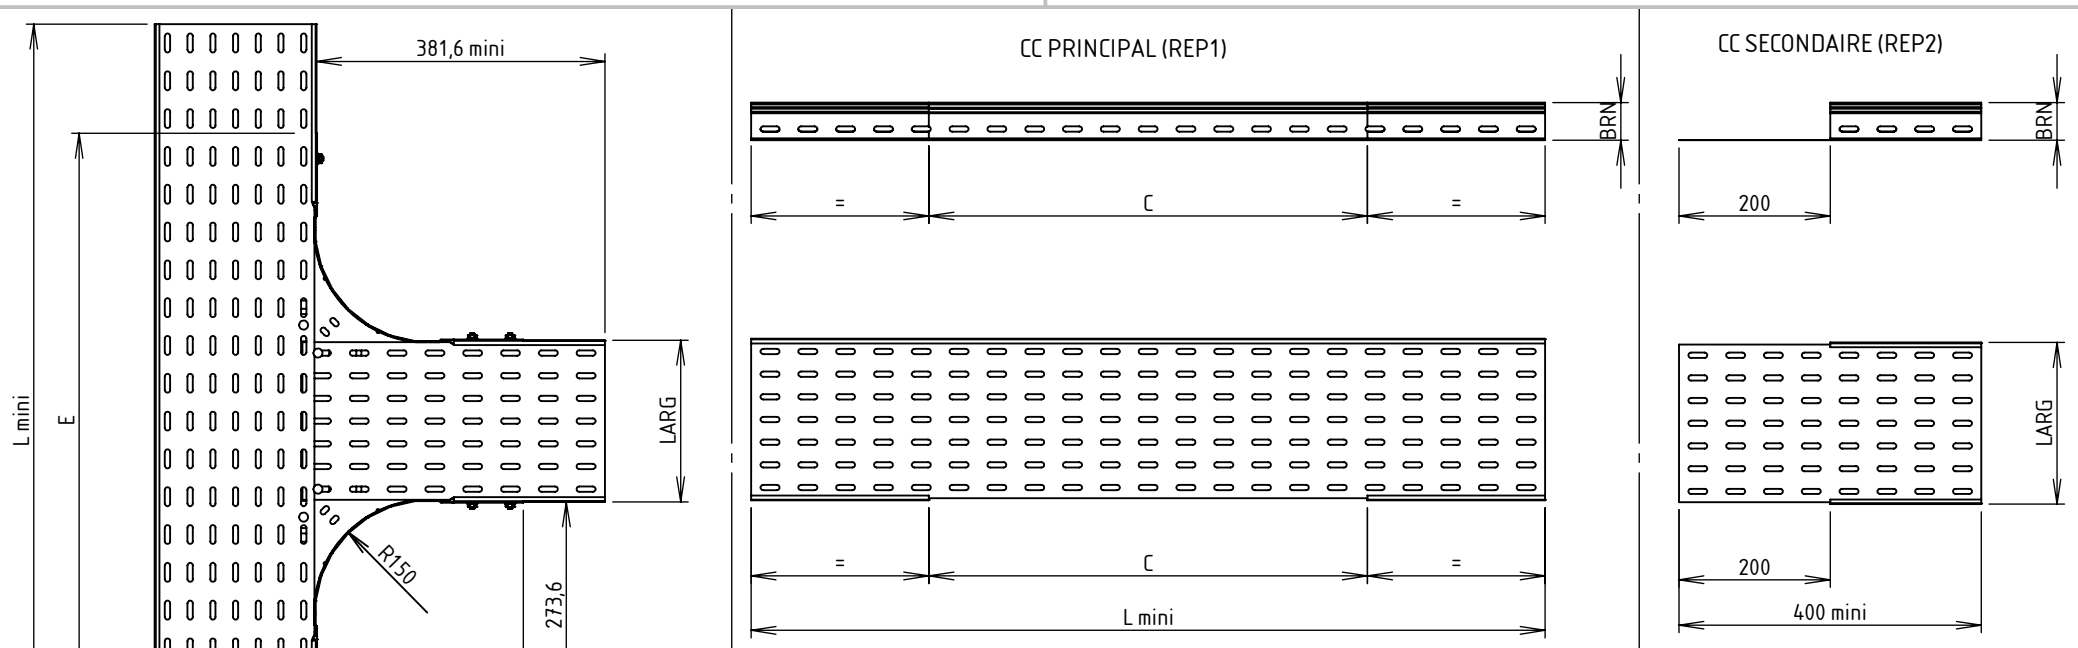 381,6 mini
L mini
E
LARG
R150
273,6
CC PRINCIPAL (REP1)
BRN
=
C
=
=
C
=
L mini
CC SECONDAIRE (REP2)
BRN
200
LARG
200
400 mini